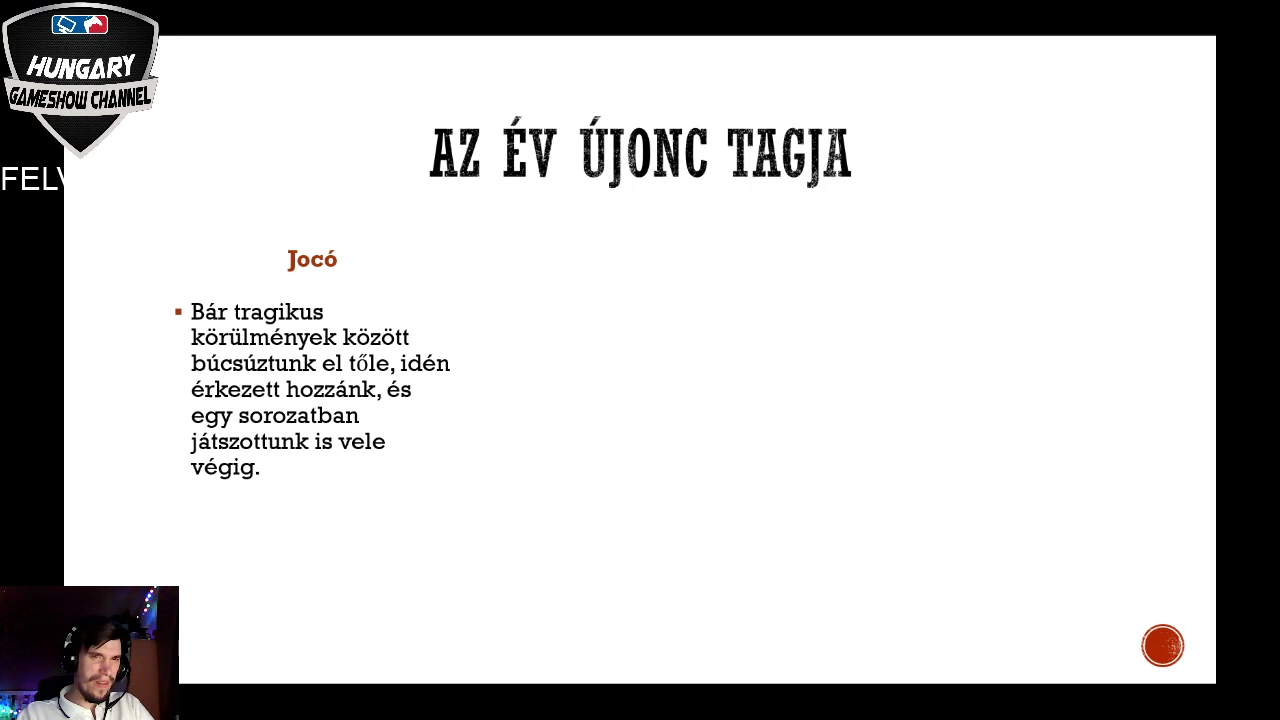 HUNGARY
GAMESHOW CHANNEL
FELV
AZ ÉV ÚJONC TAGJA
Jocó
Bár tragikus
körülmények között
búcsúztunk el tőle, idén
érkezett hozzánk, és
egy sorozatban
játszottunk is vele
végig.